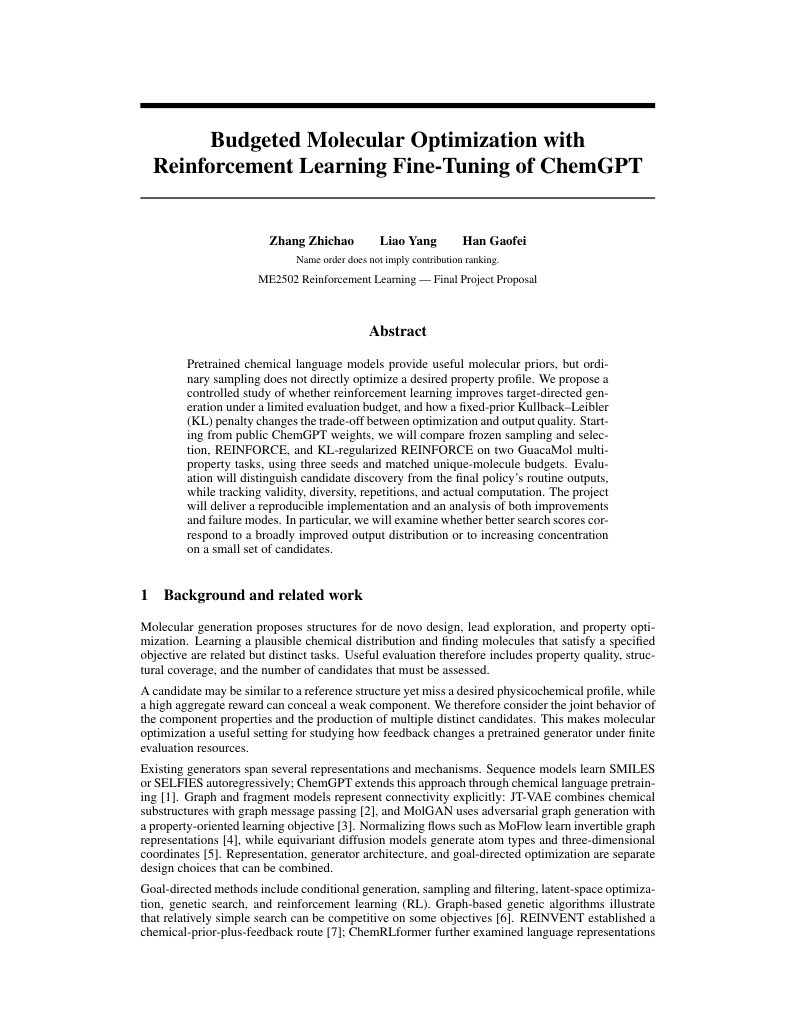 Budgeted Molecular Optimization with
Reinforcement Learning Fine-Tuning of ChemGPT
Zhang Zhichao Liao Yang Han Gaofei
Name order does not imply contribution ranking.
ME2502 Reinforcement Learning — Final Project Proposal
Abstract
Pretrained chemical language models provide useful molecular priors, but ordi-
nary sampling does not directly optimize a desired property profile. We propose a
controlled study of whether reinforcement learning improves target-directed gen-
eration under a limited evaluation budget, and how a fixed-prior Kullback–Leibler
(KL) penalty changes the trade-off between optimization and output quality. Start-
ing from public ChemGPT weights, we will compare frozen sampling and selec-
tion, REINFORCE, and KL-regularized REINFORCE on two GuacaMol multi-
property tasks, using three seeds and matched unique-molecule budgets. Evalu-
ation will distinguish candidate discovery from the final policy's routine outputs,
while tracking validity, diversity, repetitions, and actual computation. The project
will deliver a reproducible implementation and an analysis of both improvements
and failure modes. In particular, we will examine whether better search scores cor-
respond to a broadly improved output distribution or to increasing concentration
on a small set of candidates.
1 Background and related work
Molecular generation proposes structures for de novo design, lead exploration, and property opti-
mization. Learning a plausible chemical distribution and finding molecules that satisfy a specified
objective are related but distinct tasks. Useful evaluation therefore includes property quality, struc-
tural coverage, and the number of candidates that must be assessed.
A candidate may be similar to a reference structure yet miss a desired physicochemical profile, while
a high aggregate reward can conceal a weak component. We therefore consider the joint behavior of
the component properties and the production of multiple distinct candidates. This makes molecular
optimization a useful setting for studying how feedback changes a pretrained generator under finite
evaluation resources.
Existing generators span several representations and mechanisms. Sequence models learn SMILES
or SELFIES autoregressively; ChemGPT extends this approach through chemical language pretrain-
ing [1]. Graph and fragment models represent connectivity explicitly: JT-VAE combines chemical
substructures with graph message passing [2], and MolGAN uses adversarial graph generation with
a property-oriented learning objective [3]. Normalizing flows such as MoFlow learn invertible graph
representations [4], while equivariant diffusion models generate atom types and three-dimensional
coordinates [5]. Representation, generator architecture, and goal-directed optimization are separate
design choices that can be combined.
Goal-directed methods include conditional generation, sampling and filtering, latent-space optimiza-
tion, genetic search, and reinforcement learning (RL). Graph-based genetic algorithms illustrate
that relatively simple search can be competitive on some objectives [6]. REINVENT established a
chemical-prior-plus-feedback route [7]; ChemRLformer further examined language representations